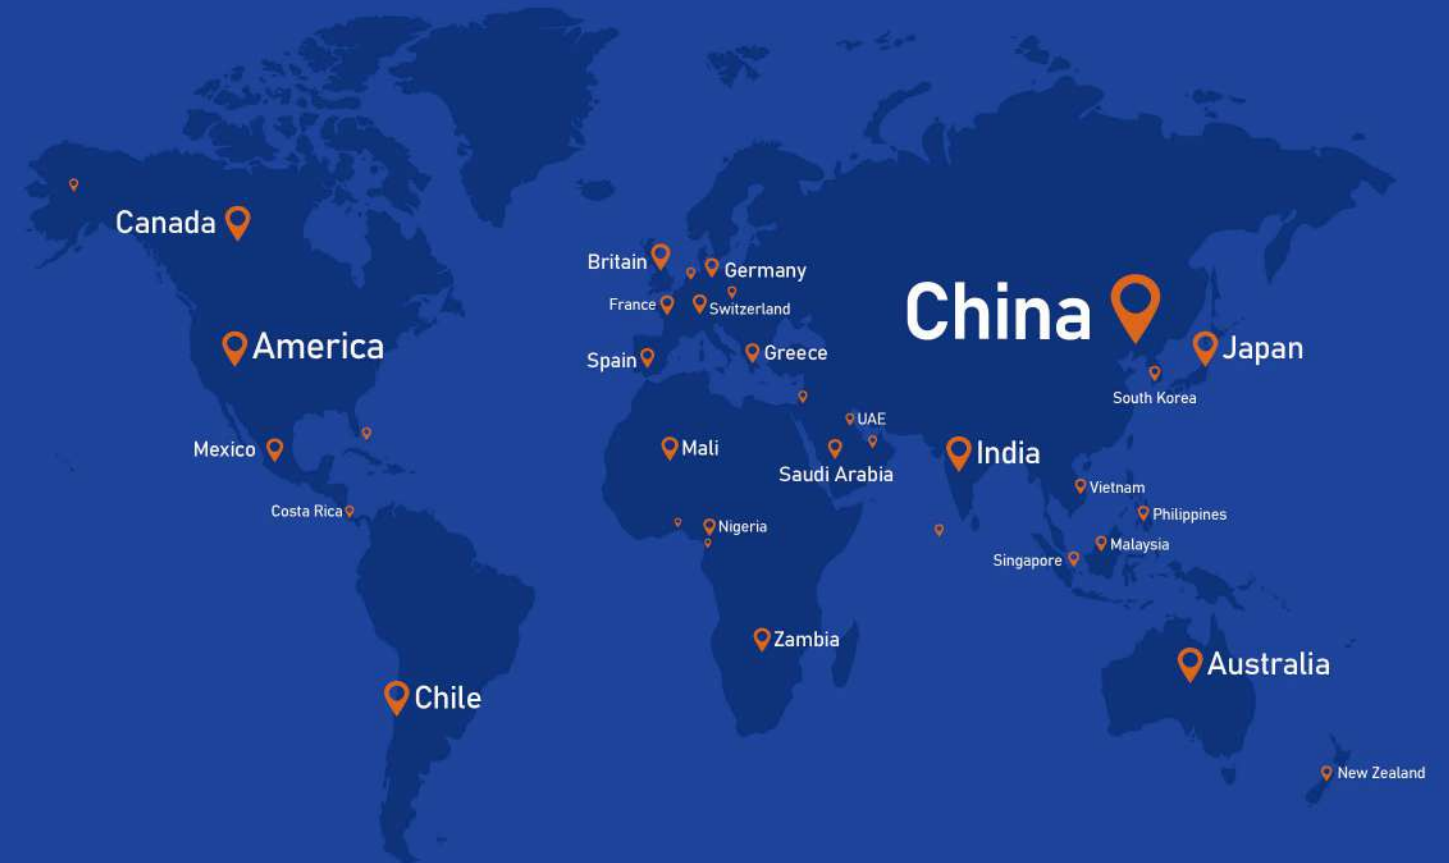 Canada
Britain
Germany
France
Switzerland
China
America
Spain
Greece
Japan
South Korea
UAE
Mexico
Mali
Saudi Arabia
India
Vietnam
Costa Rica
Nigeria
Philippines
Malaysia
Singapore
Zambia
Australia
Chile
New Zealand